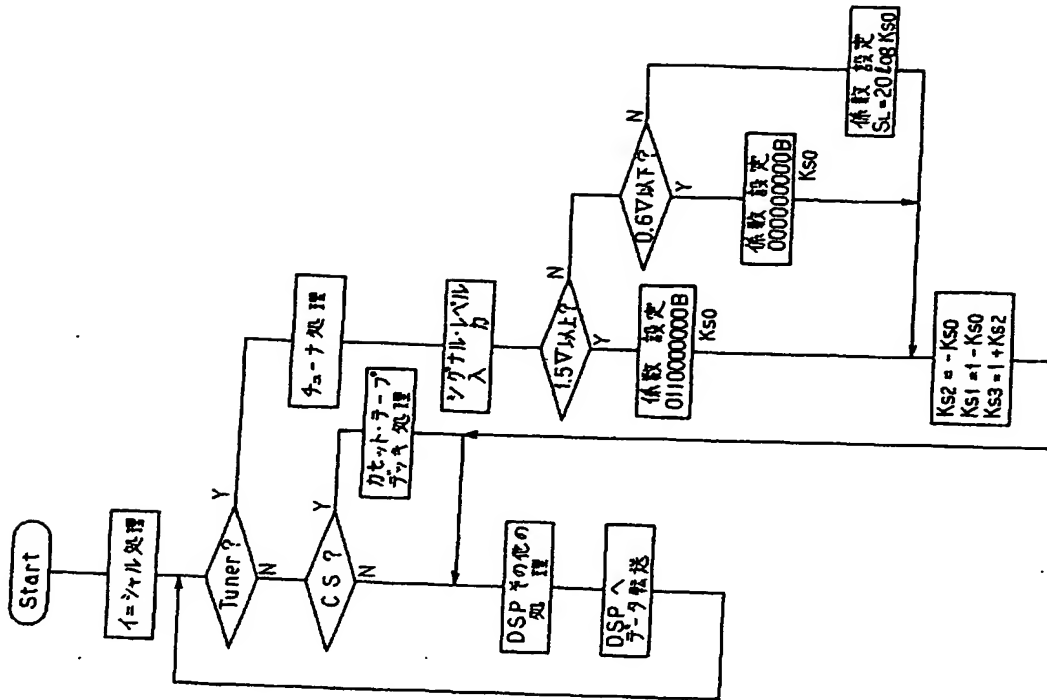 Start
イニシャル処理
Tuner?
Y
N
CS?
Y
N
カセット・テープ
デッキ処理
DSPその他の
処理
DSPへ
データ転送
チューナ処理
シグナル・レベル
入力
1.5V以上?
N
Y
係数設定
0110000000B
Ks0
0.6V以下?
N
Y
係数設定
0000000000B
Ks0
係数設定
SL=20logKs0
Ks2=-Ks0
Ks1=1-Ks0
Ks3=1+Ks2